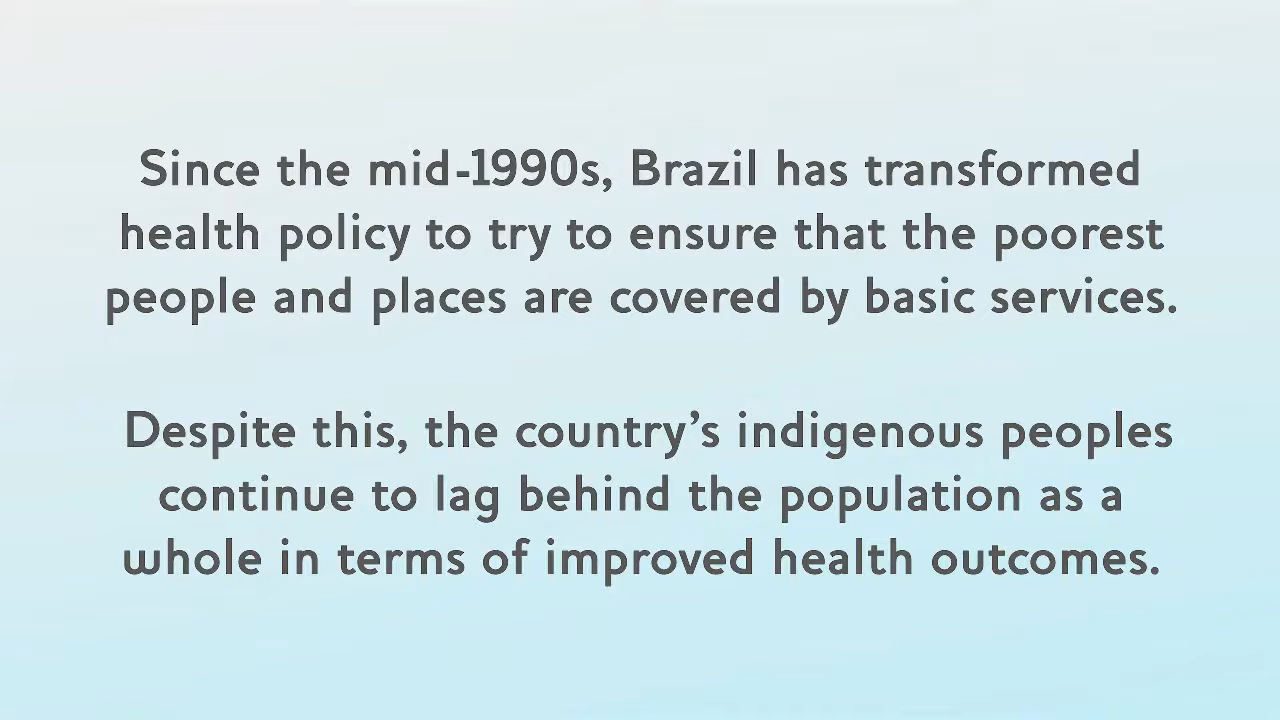 Since the mid-1990s, Brazil has transformed
health policy to try to ensure that the poorest
people and places are covered by basic services.
Despite this, the country’s indigenous peoples
continue to lag behind the population as a
whole in terms of improved health outcomes.